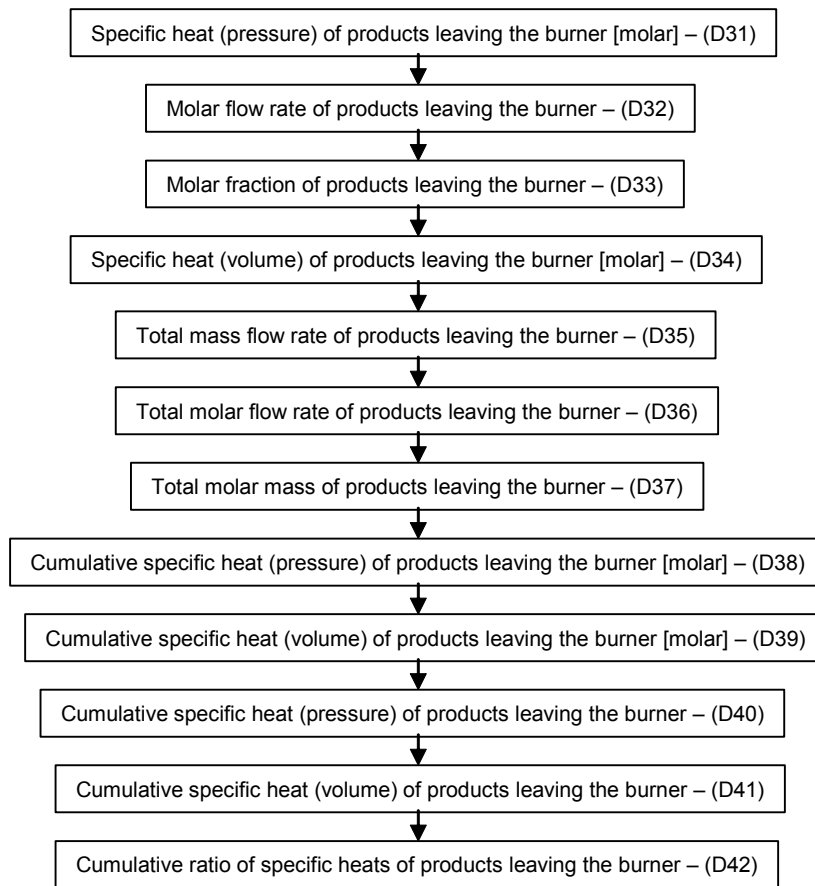 Specific heat (pressure) of products leaving the burner [molar] – (D31)
Molar flow rate of products leaving the burner – (D32)
Molar fraction of products leaving the burner – (D33)
Specific heat (volume) of products leaving the burner [molar] – (D34)
Total mass flow rate of products leaving the burner – (D35)
Total molar flow rate of products leaving the burner – (D36)
Total molar mass of products leaving the burner – (D37)
Cumulative specific heat (pressure) of products leaving the burner [molar] – (D38)
Cumulative specific heat (volume) of products leaving the burner [molar] – (D39)
Cumulative specific heat (pressure) of products leaving the burner – (D40)
Cumulative specific heat (volume) of products leaving the burner – (D41)
Cumulative ratio of specific heats of products leaving the burner – (D42)